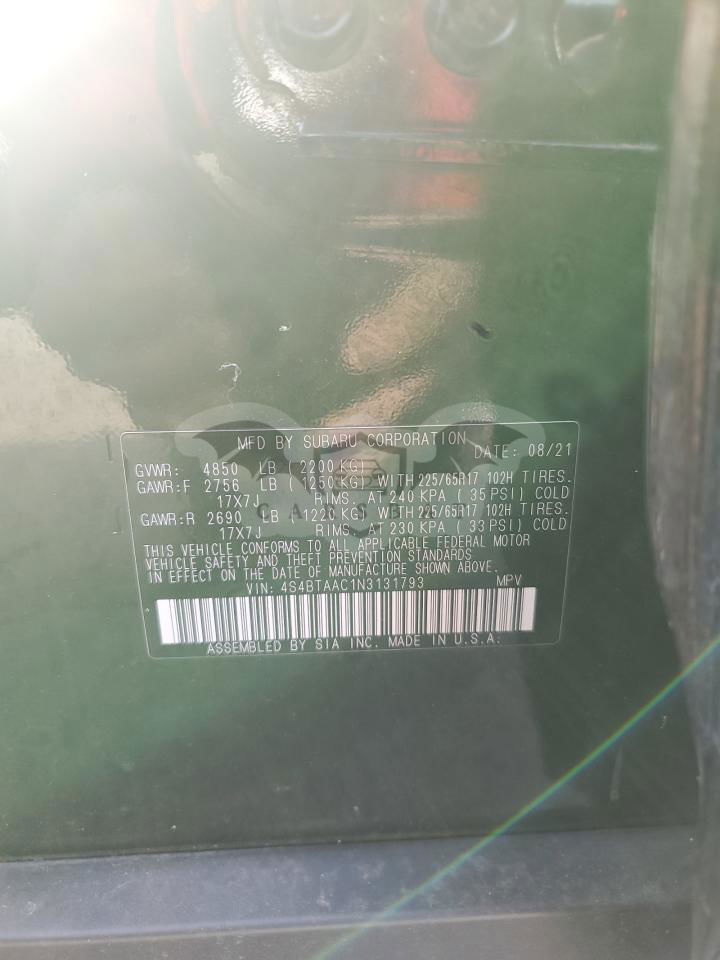 MFD BY SUBARU CORPORATION DATE: 08/21
GVWR: 4850 LB ( 2200 KG)
GAWR:F 2756 LB ( 1250 KG) WITH 225/65R17 102H TIRES.
17X7J RIMS. AT 240 KPA ( 35 PSI) COLD
GAWR:R 2690 LB ( 1220 KG) WITH 225/65R17 102H TIRES.
17X7J RIMS. AT 230 KPA ( 33 PSI) COLD
THIS VEHICLE CONFORMS TO ALL APPLICABLE FEDERAL MOTOR
VEHICLE SAFETY AND THEFT PREVENTION STANDARDS
IN EFFECT ON THE DATE OF MANUFACTURE SHOWN ABOVE.
VIN: 4S4BTAAC1N3131793 MPV
ASSEMBLED BY SIA INC. MADE IN U.S.A.